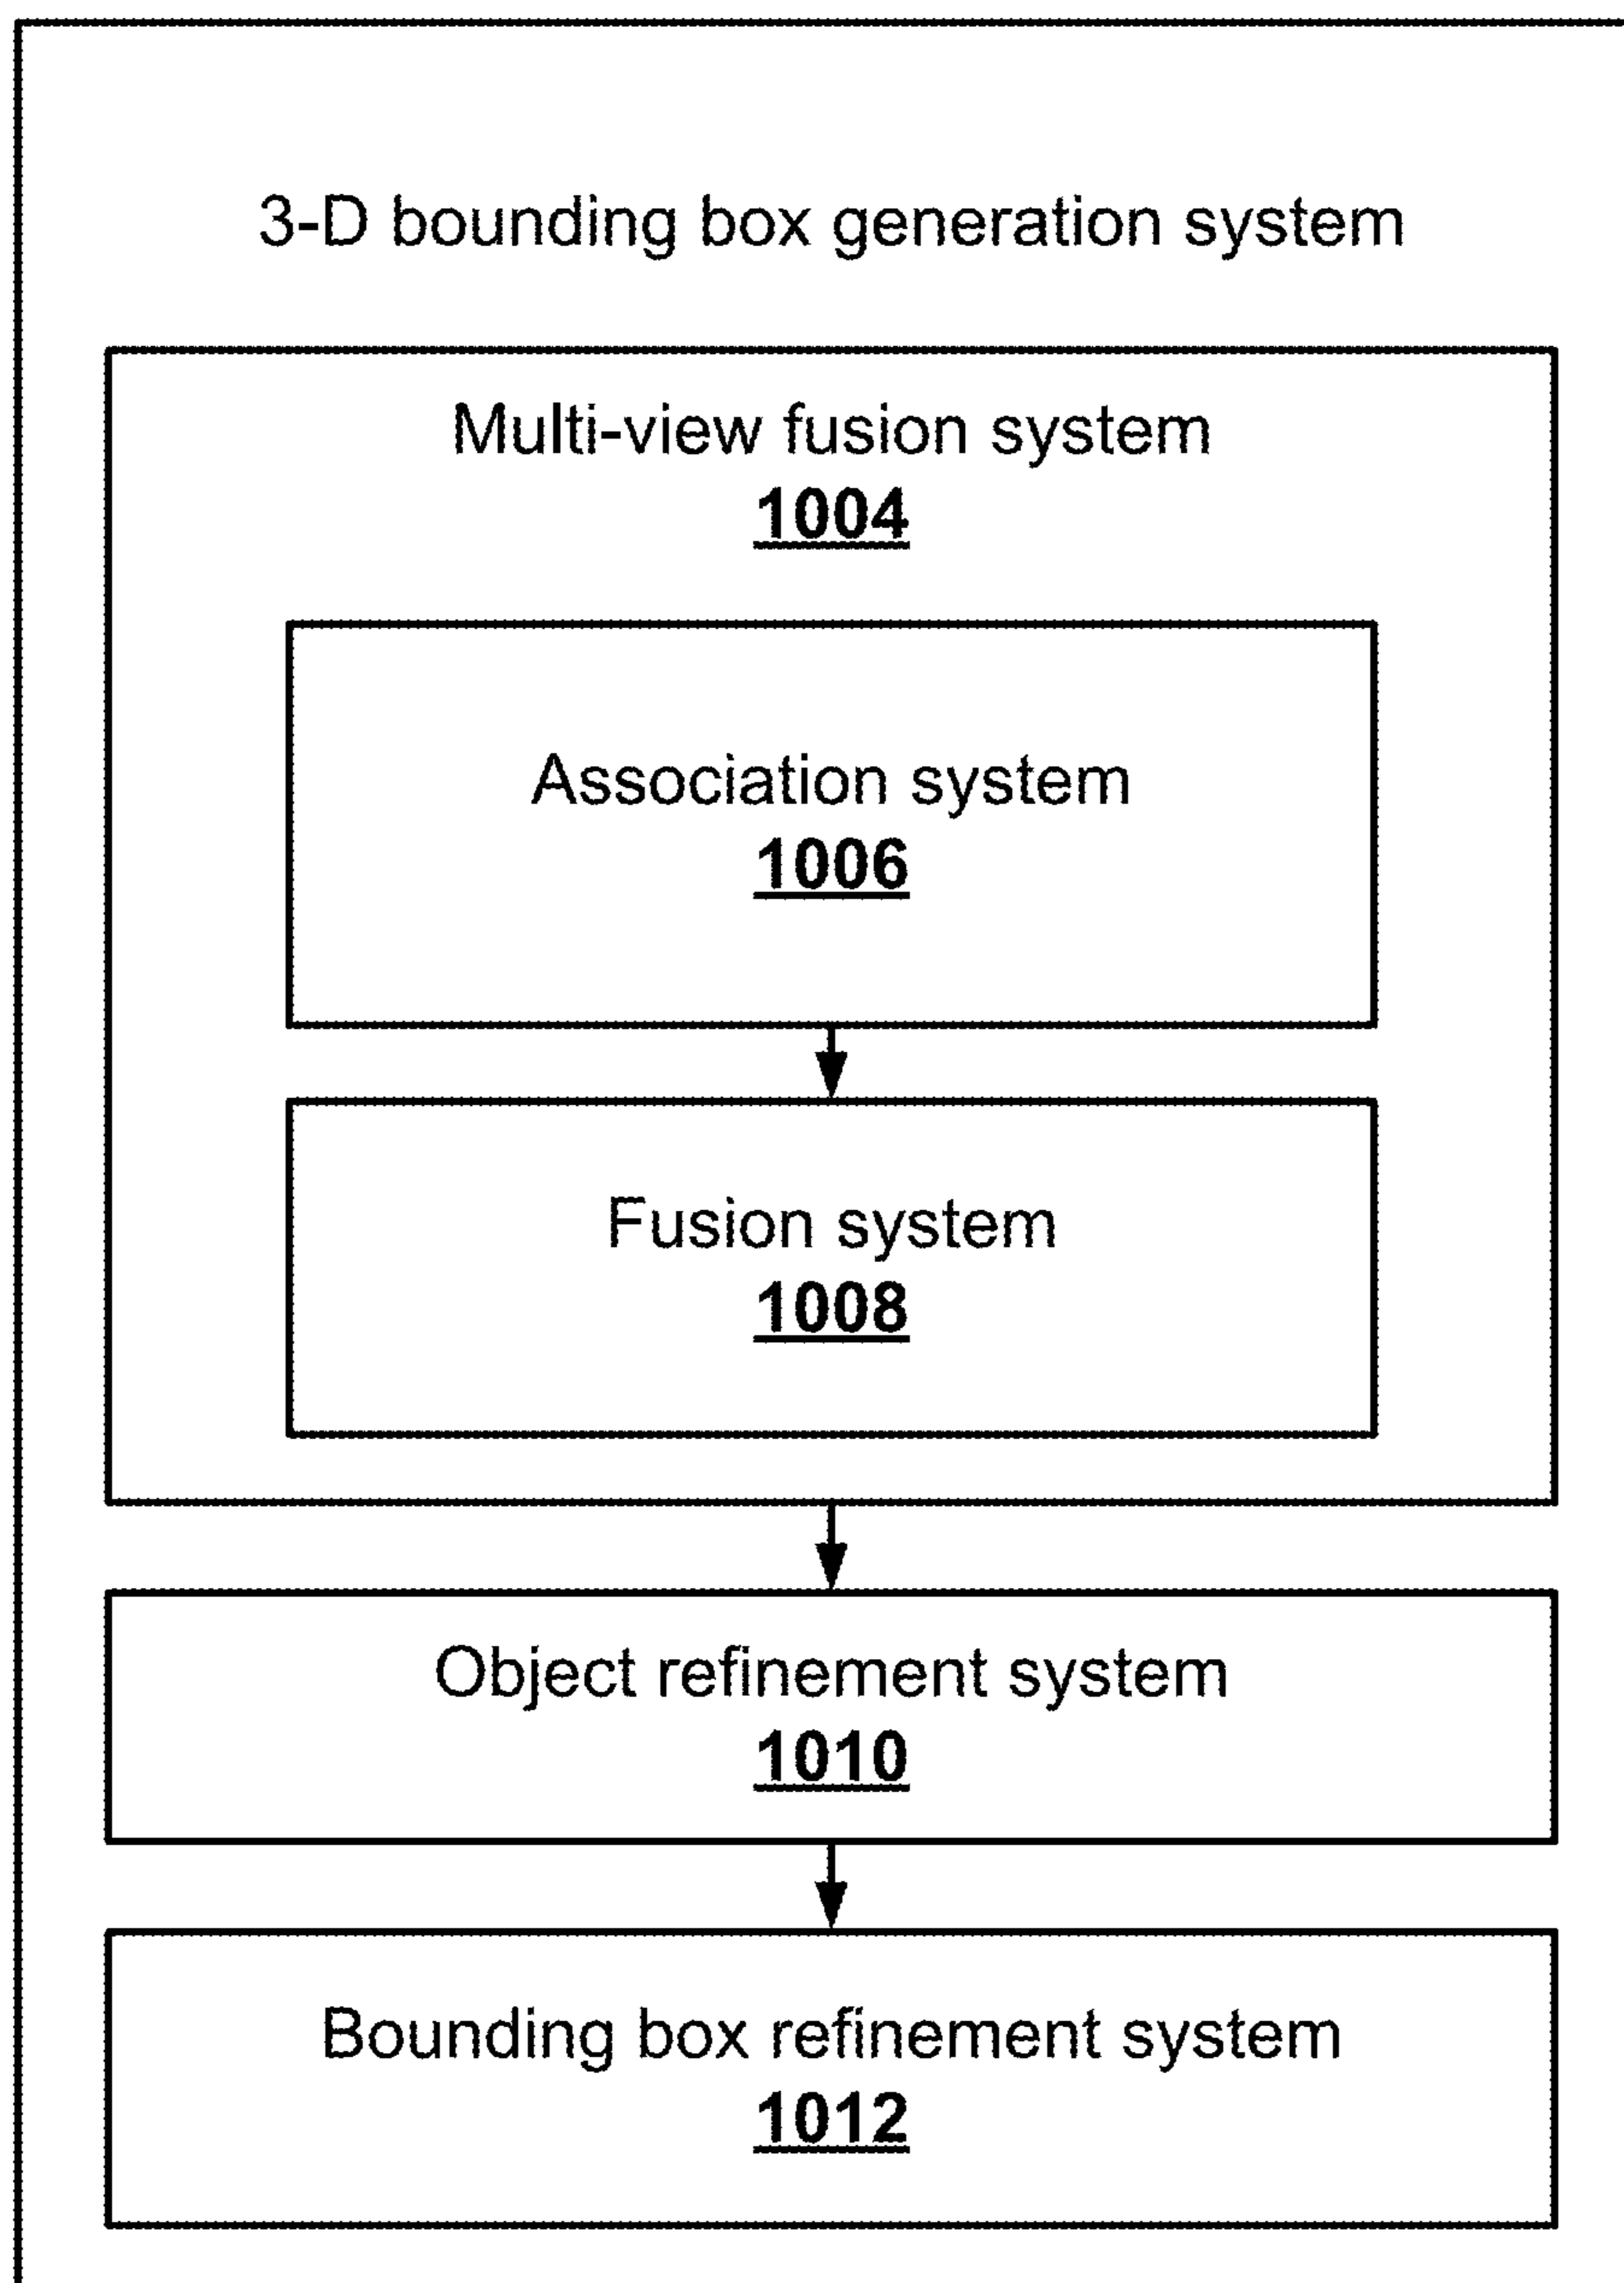 3-D bounding box generation system
Multi-view fusion system
1004
Association system
1006
Fusion system
1008
Object refinement system
1010
Bounding box refinement system
1012